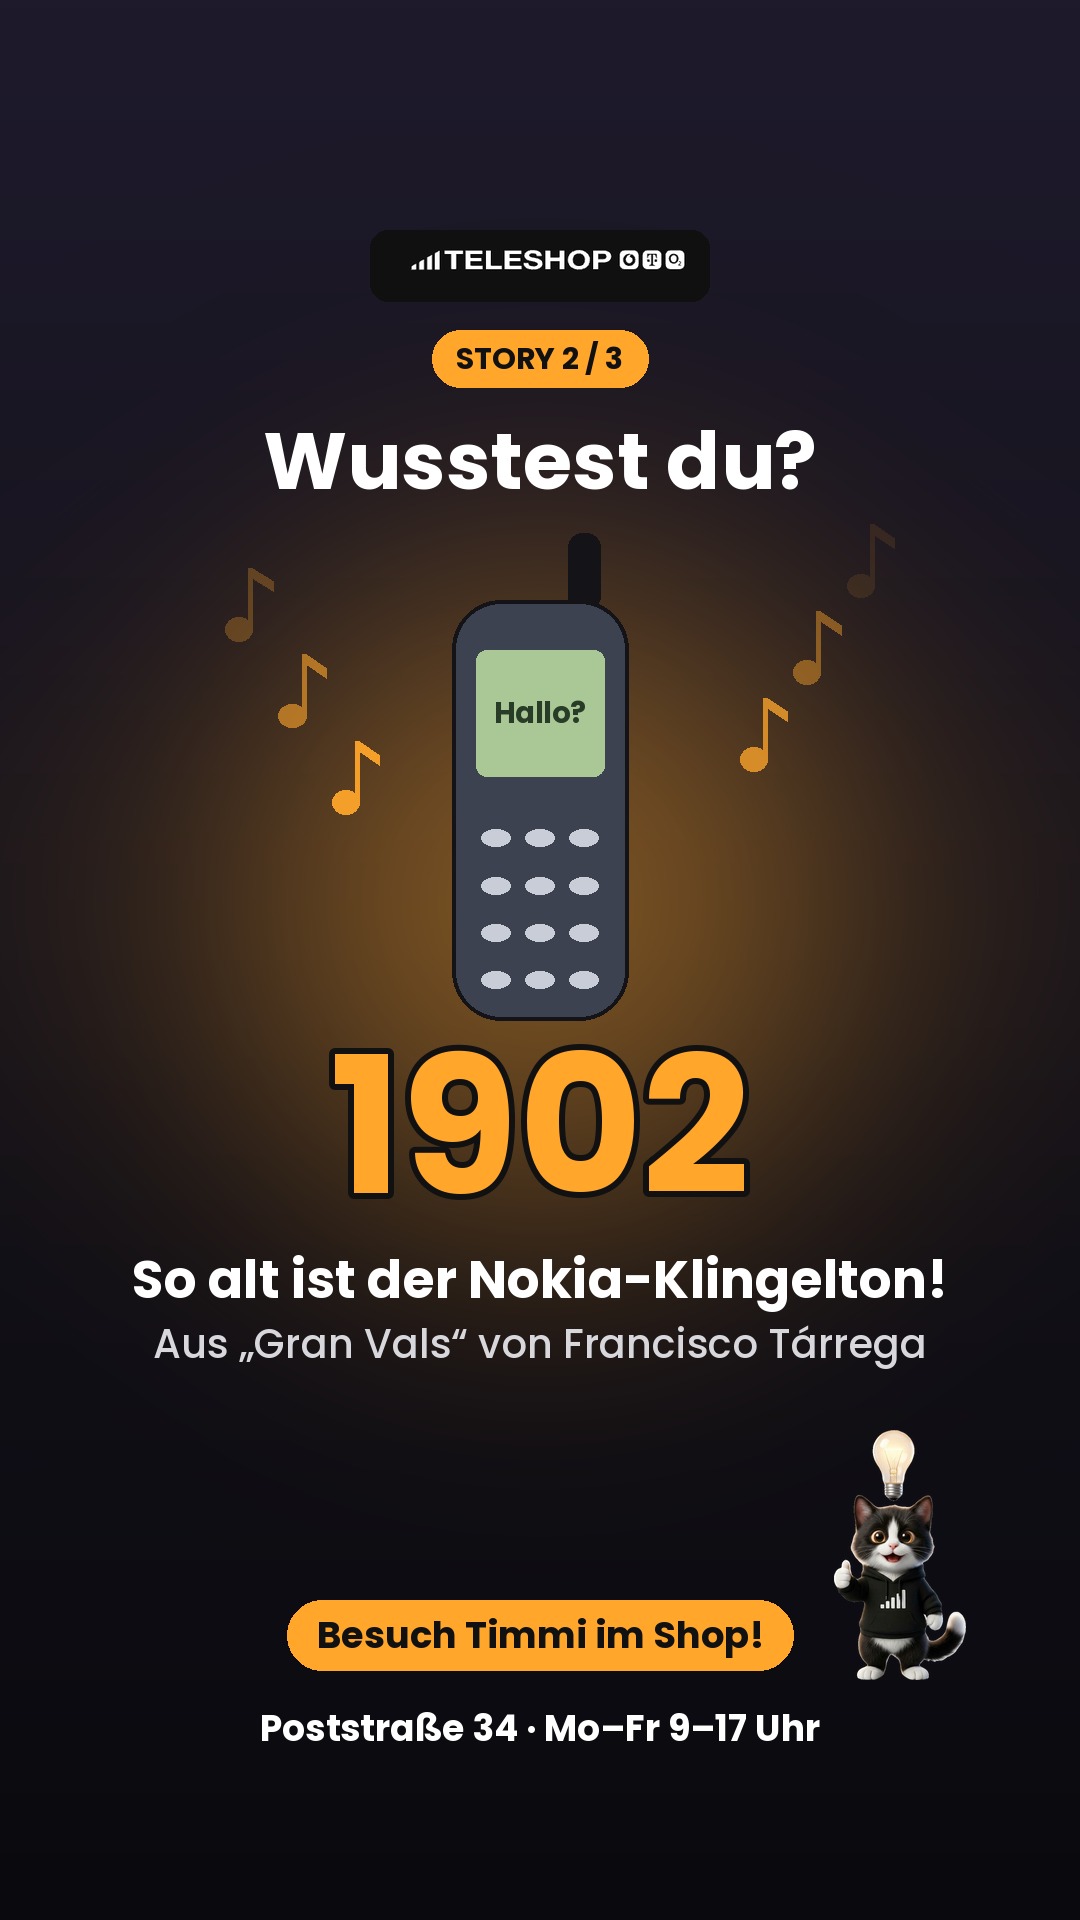 TELESHOP
STORY 2 / 3
Wusstest du?
Hallo?
1902
So alt ist der Nokia-Klingelton!
Aus „Gran Vals“ von Francisco Tárrega
Besuch Timmi im Shop!
Poststraße 34 · Mo–Fr 9–17 Uhr